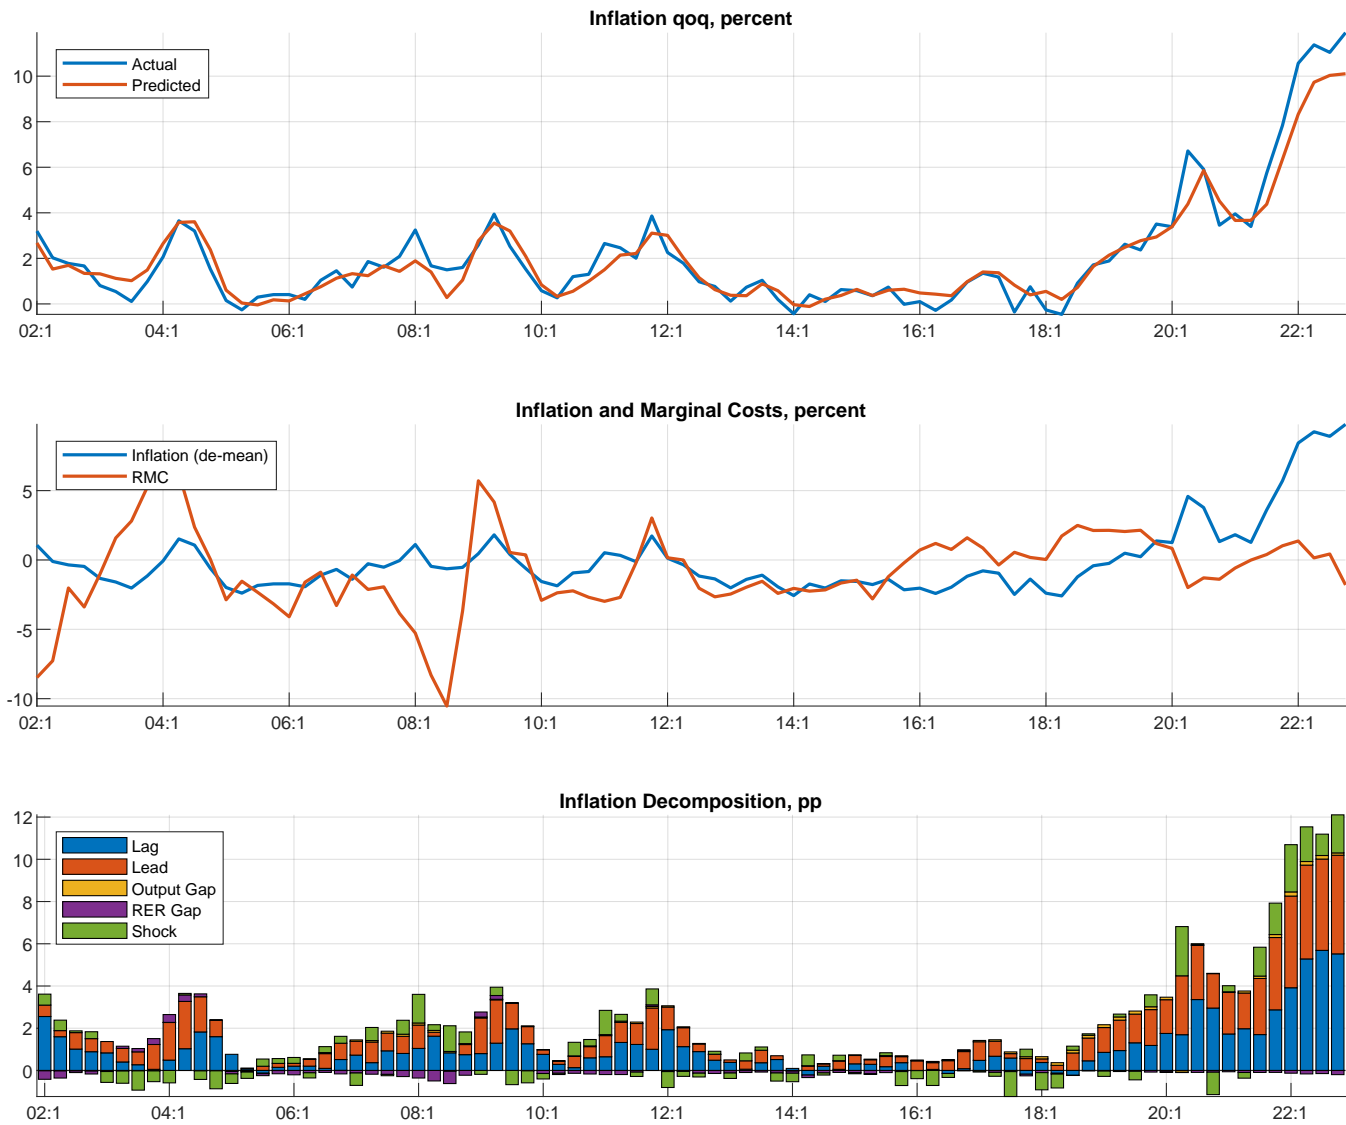 Inflation qoq, percent
Actual
Predicted
10
8
6
4
2
0
02:1 04:1 06:1 08:1 10:1 12:1 14:1 16:1 18:1 20:1 22:1
Inflation and Marginal Costs, percent
Inflation (de-mean)
RMC
5
0
-5
-10
02:1 04:1 06:1 08:1 10:1 12:1 14:1 16:1 18:1 20:1 22:1
Inflation Decomposition, pp
12
Lag
Lead
Output Gap
RER Gap
Shock
10
8
6
4
2
0
02:1 04:1 06:1 08:1 10:1 12:1 14:1 16:1 18:1 20:1 22:1